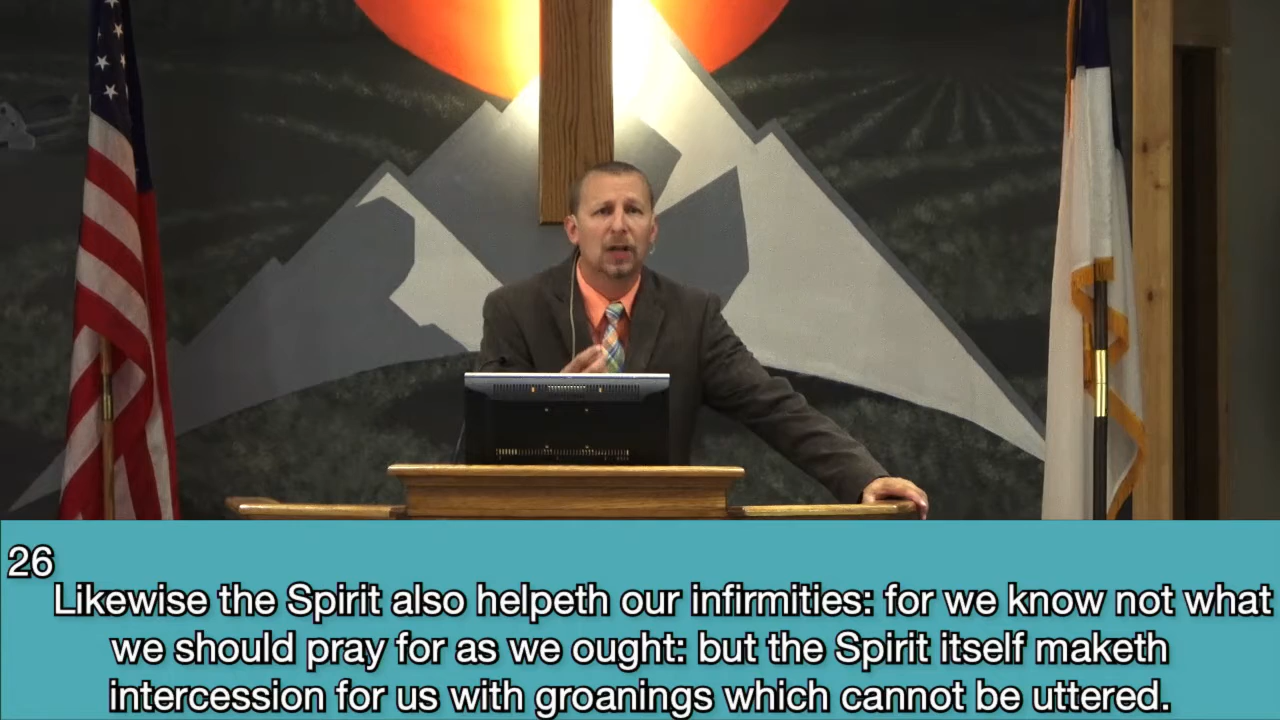 26
Likewise the Spirit also helpeth our infirmities: for we know not what
we should pray for as we ought: but the Spirit itself maketh
intercession for us with groanings which cannot be uttered.